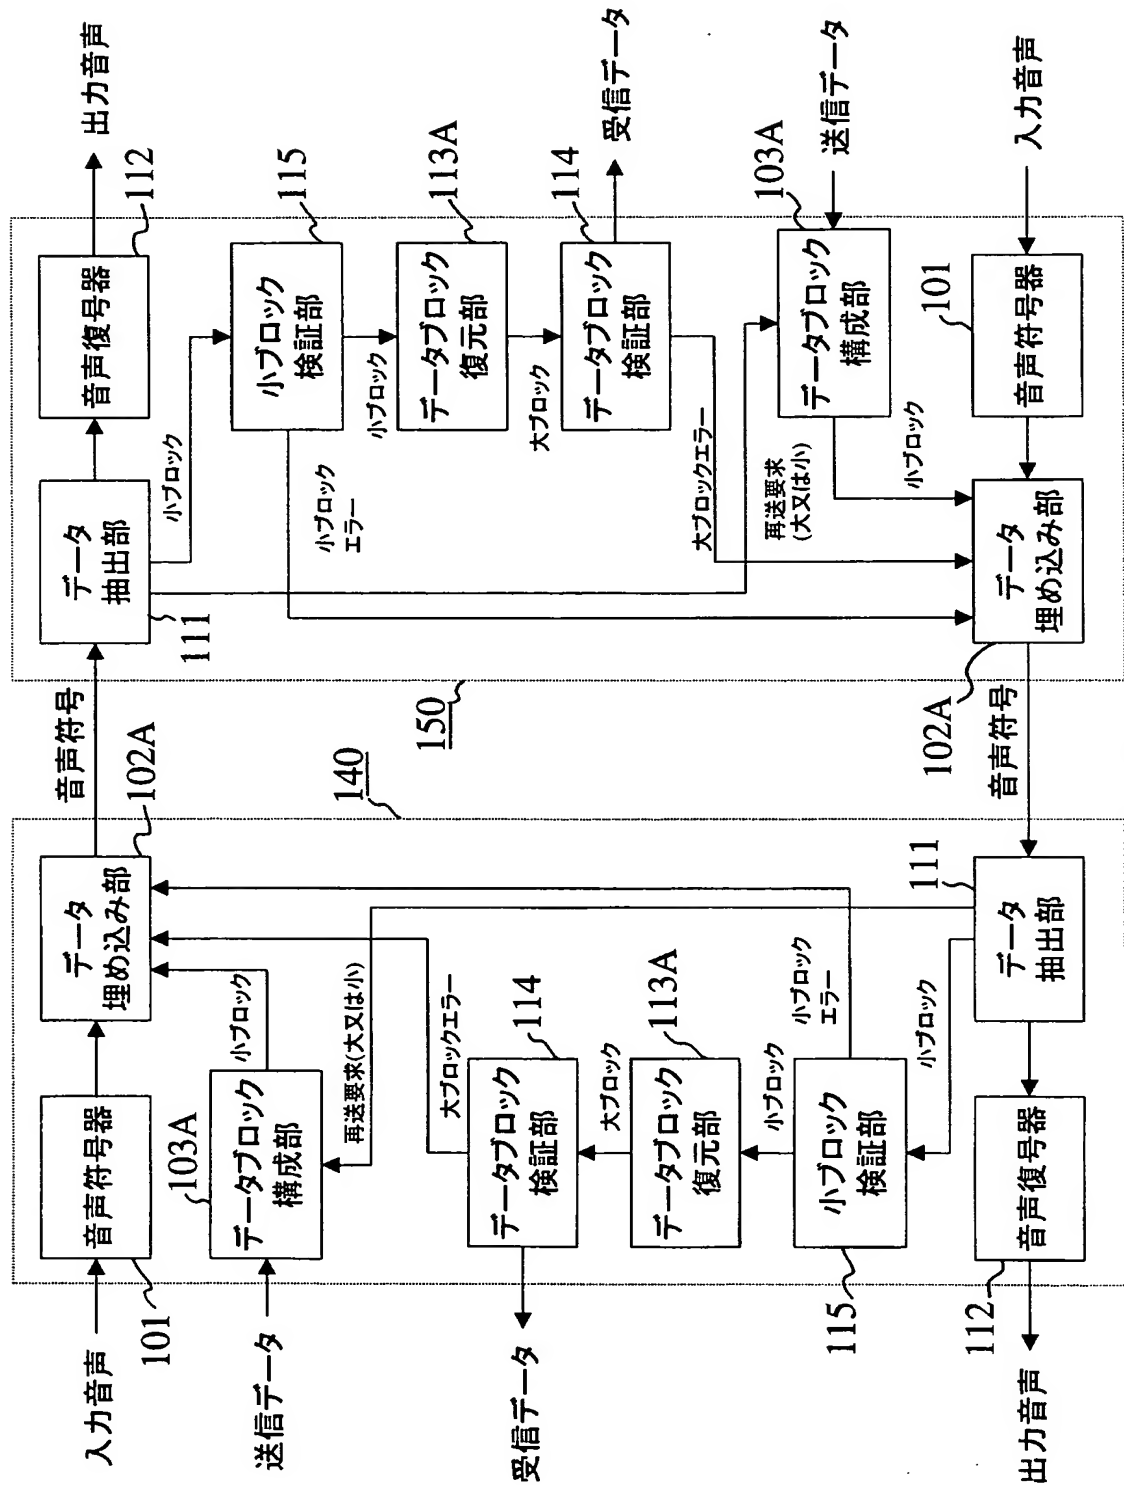 入力音声
101
音声符号器
データ
埋め込み部
102A
音声符号
送信データ
103A
データブロック
構成部
小ブロック
再送要求(大又は小)
大ブロックエラー
受信データ
データブロック
検証部
114
大ブロック
データブロック
復元部
113A
小ブロック
小ブロック
エラー
115
小ブロック
検証部
小ブロック
データ
抽出部
111
出力音声
112
音声復号器
140
150
データ
抽出部
111
音声復号器
112
出力音声
小ブロック
小ブロック
検証部
115
小ブロック
エラー
小ブロック
データブロック
復元部
113A
大ブロック
データブロック
検証部
114
受信データ
大ブロックエラー
再送要求
(大又は小)
データブロック
構成部
103A
送信データ
小ブロック
データ
埋め込み部
102A
音声符号
音声符号器
101
入力音声